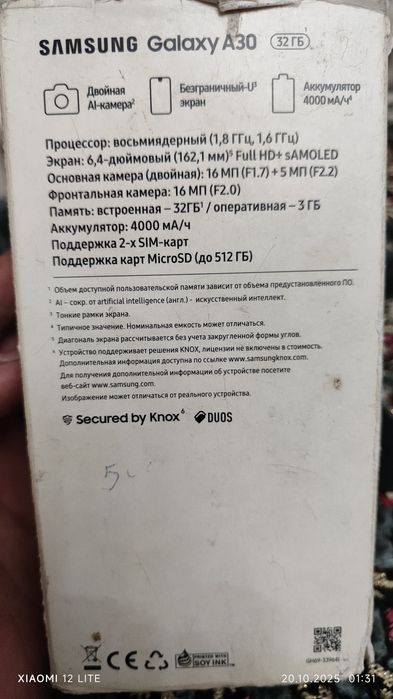 SAMSUNG Galaxy A30 32 ГБ
Двойная
AI-камера²
Безграничный-U³
экран
Аккумулятор
4000 мА/ч⁴
Процессор: восьмиядерный (1,8 ГГц, 1,6 ГГц)
Экран: 6,4-дюймовый (162,1 мм)⁵ Full HD+ sAMOLED
Основная камера (двойная): 16 МП (F1.7) + 5 МП (F2.2)
Фронтальная камера: 16 МП (F2.0)
Память: встроенная – 32ГБ¹ / оперативная – 3 ГБ
Аккумулятор: 4000 мА/ч
Поддержка 2-х SIM-карт
Поддержка карт MicroSD (до 512 ГБ)
¹ Объем доступной пользовательской памяти зависит от объема предустановленного ПО.
² AI – сокр. от artificial intelligence (англ.) - искусственный интеллект.
³ Тонкие рамки экрана.
⁴ Типичное значение. Номинальная емкость может отличаться.
⁵ Диагональ экрана рассчитывается без учета закругленной формы углов.
⁶ Устройство поддерживает решения KNOX, лицензии не включены в стоимость.
Дополнительная информация доступна по ссылке www.samsungknox.com.
Для получения дополнительной информации об устройстве посетите
веб-сайт www.samsung.com.
Изображение может отличаться от реального устройства.
Secured by Knox⁶ DUOS
CE
PRINTED WITH
SOY INK
XIAOMI 12 LITE
20.10.2025 01:31